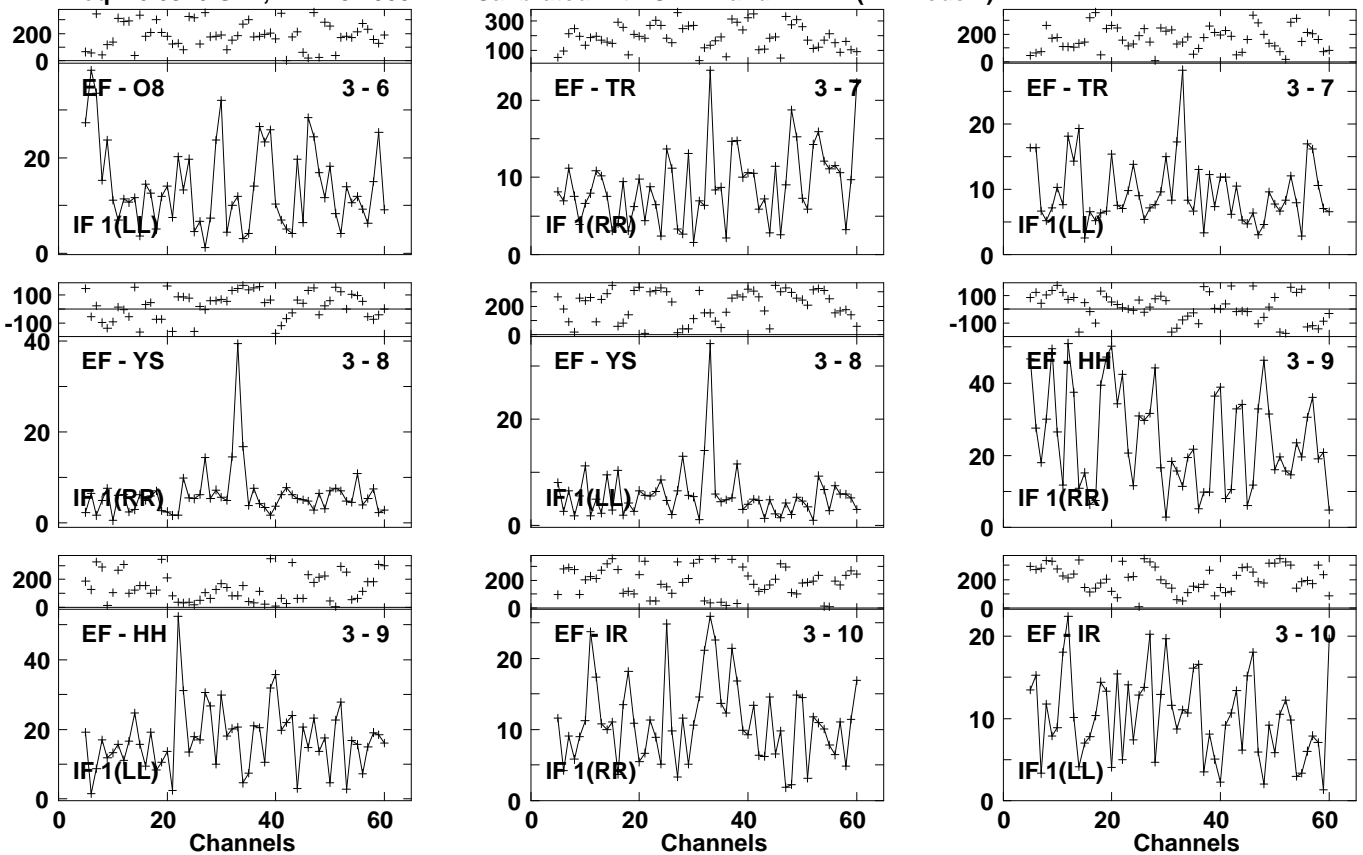 200
0
300
200
100
200
0
EF - O8 3 - 6
20
0
IF 1(LL)
EF - TR 3 - 7
20
10
0
IF 1(RR)
EF - TR 3 - 7
20
10
0
IF 1(LL)
100
-100
200
0
100
-100
EF - YS 3 - 8
40
20
0
IF 1(RR)
EF - YS 3 - 8
20
0
IF 1(LL)
EF - HH 3 - 9
40
20
0
IF 1(RR)
200
0
200
0
200
0
EF - HH 3 - 9
40
20
0
IF 1(LL)
EF - IR 3 - 10
20
10
0
IF 1(RR)
EF - IR 3 - 10
20
10
0
IF 1(LL)
0 20 40 60
Channels
0 20 40 60
Channels
0 20 40 60
Channels